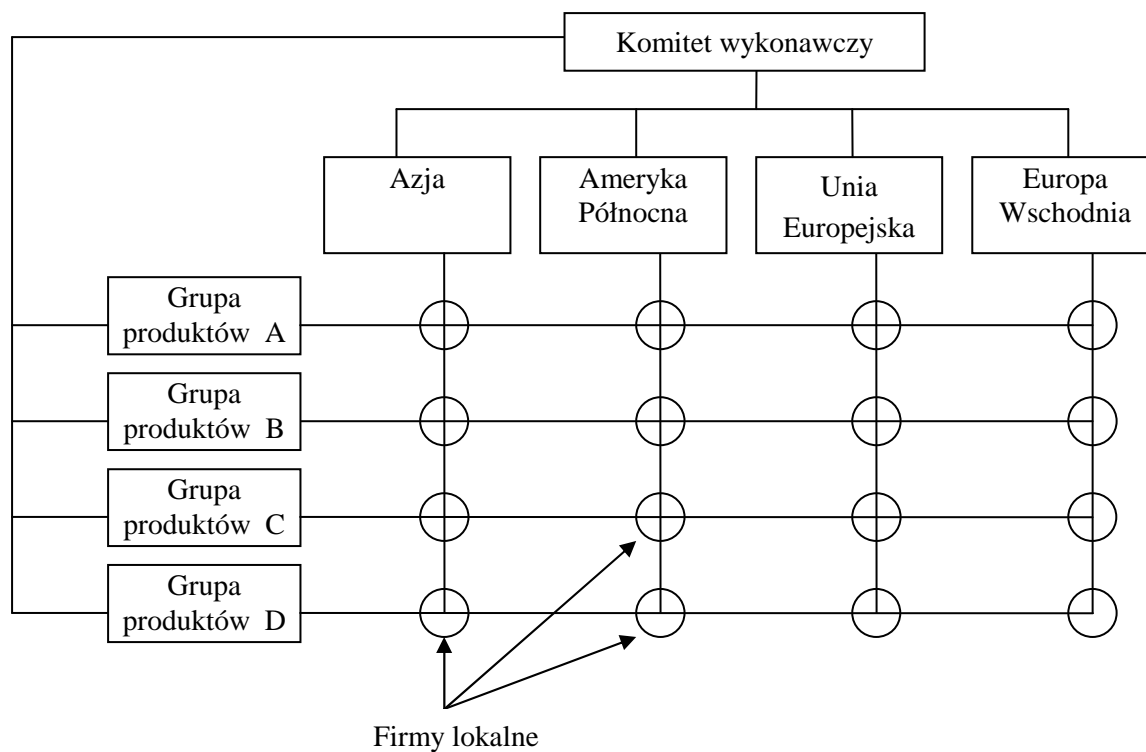 Komitet wykonawczy
Azja
Ameryka
Północna
Unia
Europejska
Europa
Wschodnia
Grupa
produktów A
Grupa
produktów B
Grupa
produktów C
Grupa
produktów D
Firmy lokalne